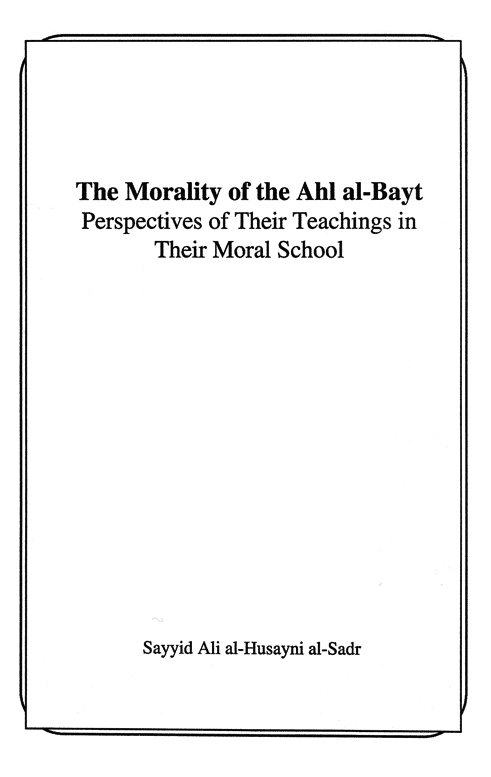 The Morality of the Ahl al-Bayt
Perspectives of Their Teachings in
Their Moral School
Sayyid Ali al-Husayni al-Sadr